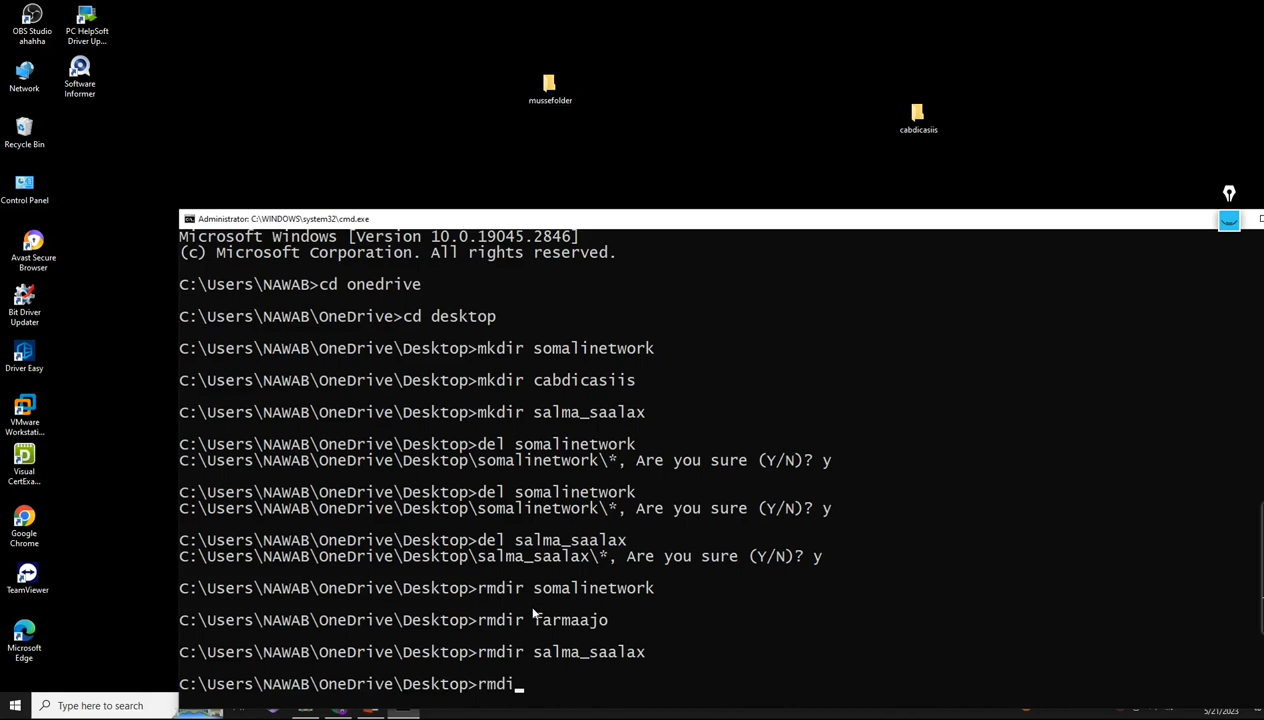 OBS Studio
ahahha
PC HelpSoft
Driver Up...
Network
Software
Informer
mussefolder
cabdicasiis
Recycle Bin
Control Panel
Avast Secure
Browser
Bit Driver
Updater
Driver Easy
VMware
Workstati...
Visual
CertExa...
Google
Chrome
TeamViewer
Microsoft
Edge
Administrator: C:\WINDOWS\system32\cmd.exe
Microsoft Windows [Version 10.0.19045.2846]
(c) Microsoft Corporation. All rights reserved.
C:\Users\NAWAB>cd onedrive
C:\Users\NAWAB\OneDrive>cd desktop
C:\Users\NAWAB\OneDrive\Desktop>mkdir somalinetwork
C:\Users\NAWAB\OneDrive\Desktop>mkdir cabdicasiis
C:\Users\NAWAB\OneDrive\Desktop>mkdir salma_saalax
C:\Users\NAWAB\OneDrive\Desktop>del somalinetwork
C:\Users\NAWAB\OneDrive\Desktop\somalinetwork\*, Are you sure (Y/N)? y
C:\Users\NAWAB\OneDrive\Desktop>del somalinetwork
C:\Users\NAWAB\OneDrive\Desktop\somalinetwork\*, Are you sure (Y/N)? y
C:\Users\NAWAB\OneDrive\Desktop>del salma_saalax
C:\Users\NAWAB\OneDrive\Desktop\salma_saalax\*, Are you sure (Y/N)? y
C:\Users\NAWAB\OneDrive\Desktop>rmdir somalinetwork
C:\Users\NAWAB\OneDrive\Desktop>rmdir farmaajo
C:\Users\NAWAB\OneDrive\Desktop>rmdir salma_saalax
C:\Users\NAWAB\OneDrive\Desktop>rmdi_
Type here to search
5/21/2023